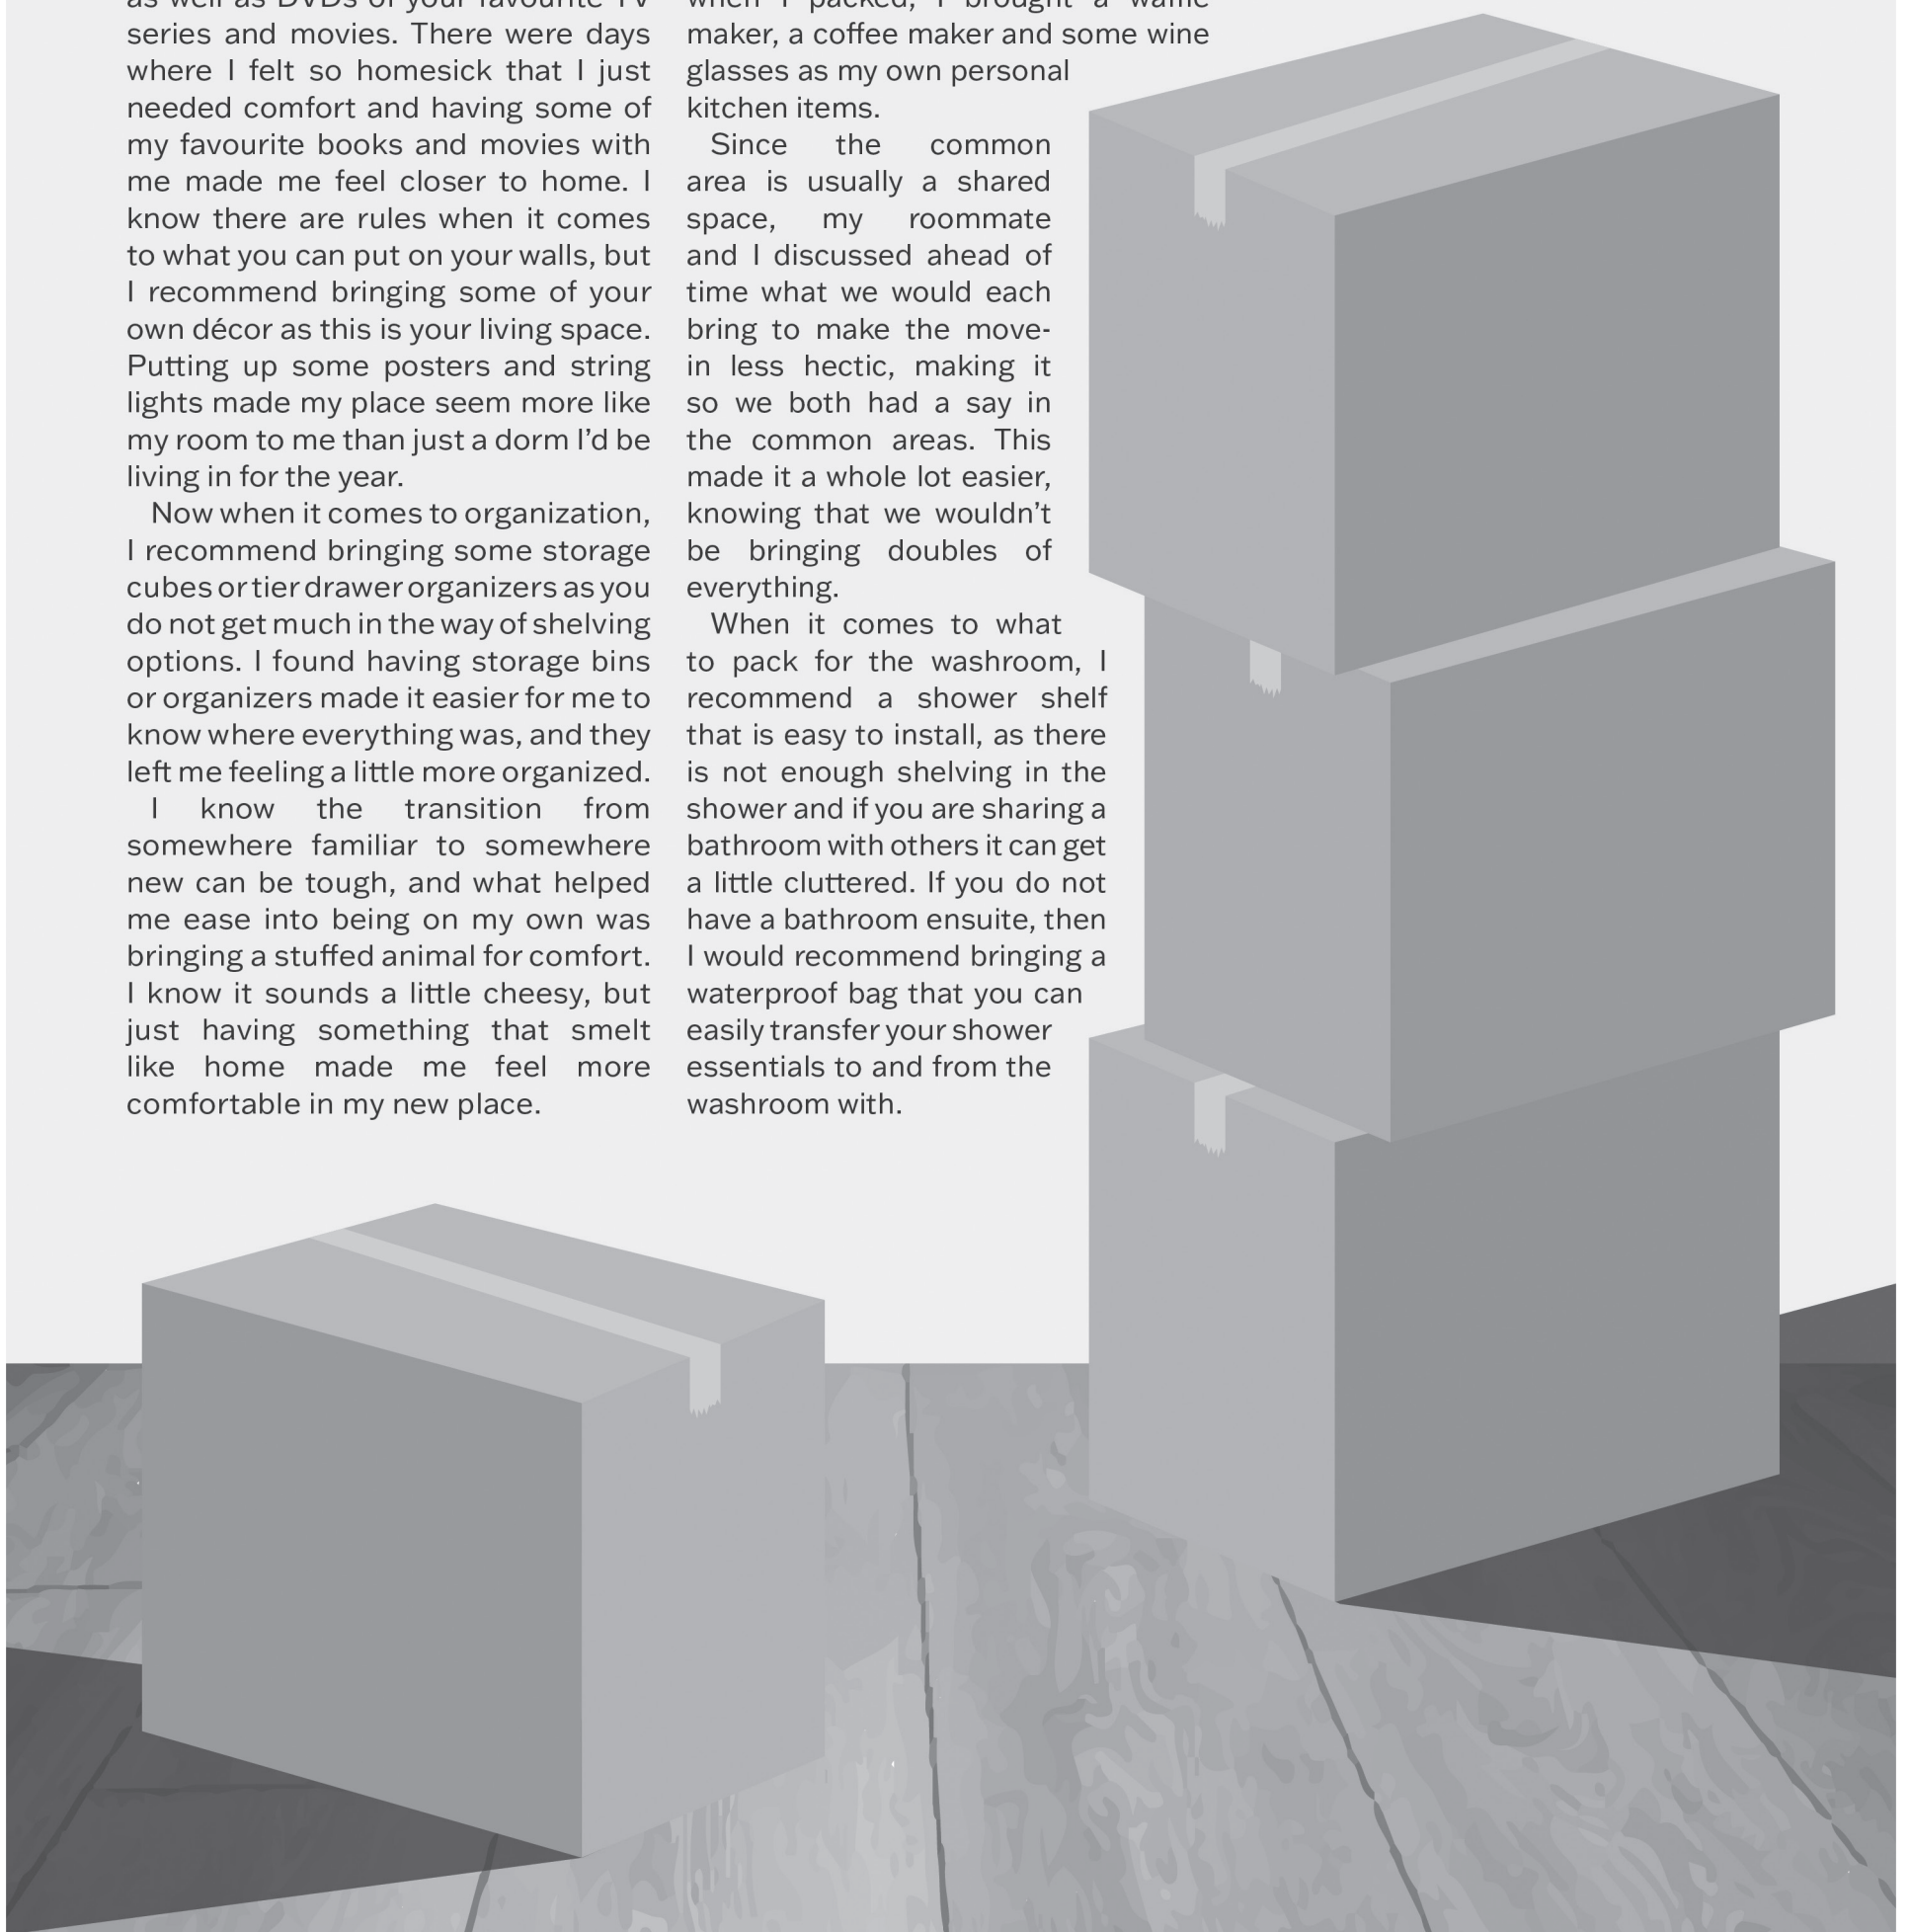 as well as DVDs of your favourite TV
series and movies. There were days
where I felt so homesick that I just
needed comfort and having some of
my favourite books and movies with
me made me feel closer to home. I
know there are rules when it comes
to what you can put on your walls, but
I recommend bringing some of your
own décor as this is your living space.
Putting up some posters and string
lights made my place seem more like
my room to me than just a dorm I’d be
living in for the year.
Now when it comes to organization,
I recommend bringing some storage
cubes or tier drawer organizers as you
do not get much in the way of shelving
options. I found having storage bins
or organizers made it easier for me to
know where everything was, and they
left me feeling a little more organized.
I know the transition from
somewhere familiar to somewhere
new can be tough, and what helped
me ease into being on my own was
bringing a stuffed animal for comfort.
I know it sounds a little cheesy, but
just having something that smelt
like home made me feel more
comfortable in my new place.
when I packed, I brought a waffle
maker, a coffee maker and some wine
glasses as my own personal
kitchen items.
Since the common
area is usually a shared
space, my roommate
and I discussed ahead of
time what we would each
bring to make the move-
in less hectic, making it
so we both had a say in
the common areas. This
made it a whole lot easier,
knowing that we wouldn’t
be bringing doubles of
everything.
When it comes to what
to pack for the washroom, I
recommend a shower shelf
that is easy to install, as there
is not enough shelving in the
shower and if you are sharing a
bathroom with others it can get
a little cluttered. If you do not
have a bathroom ensuite, then
I would recommend bringing a
waterproof bag that you can
easily transfer your shower
essentials to and from the
washroom with.